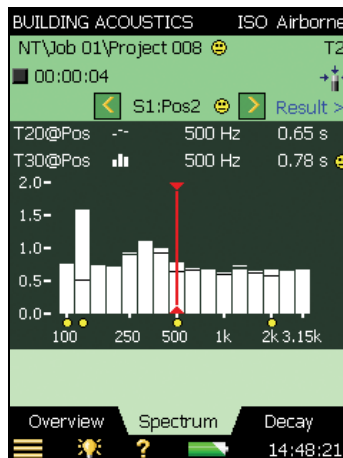 BUILDING ACOUSTICS ISO Airborne
NT\Job 01\Project 008 T2
00:00:04
< S1:Pos2 > Result >
T20@Pos 500 Hz 0.65 s
T30@Pos 500 Hz 0.78 s
2.0-
1.5-
1.0-
0.5-
0.0-
100 250 500 1k 2k 3.15k
Overview Spectrum Decay
? 14:48:21